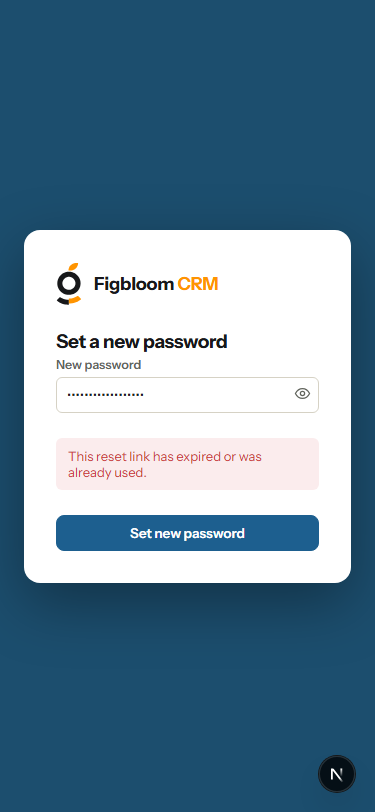 Figbloom CRM
Set a new password
New password
••••••••••••••••••
This reset link has expired or was
already used.
Set new password
N